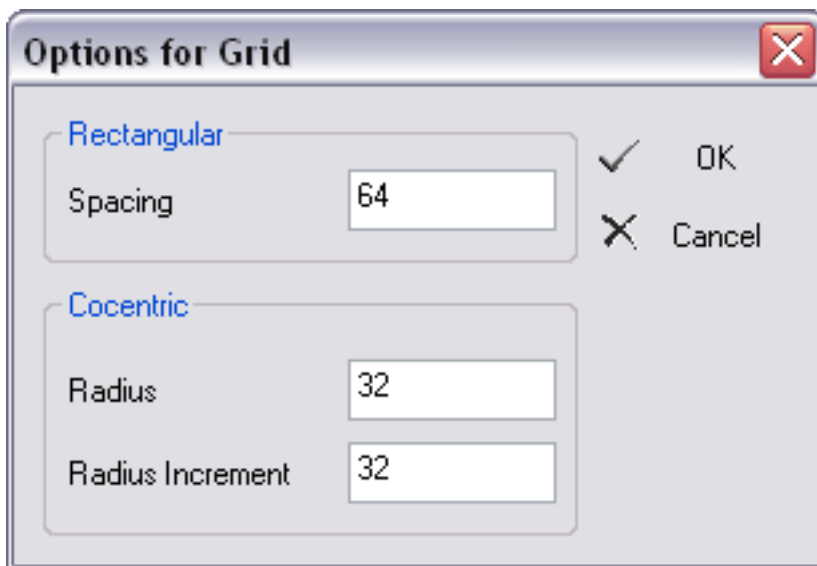 Options for Grid
Rectangular
Spacing 64
OK
Cancel
Cocentric
Radius 32
Radius Increment 32